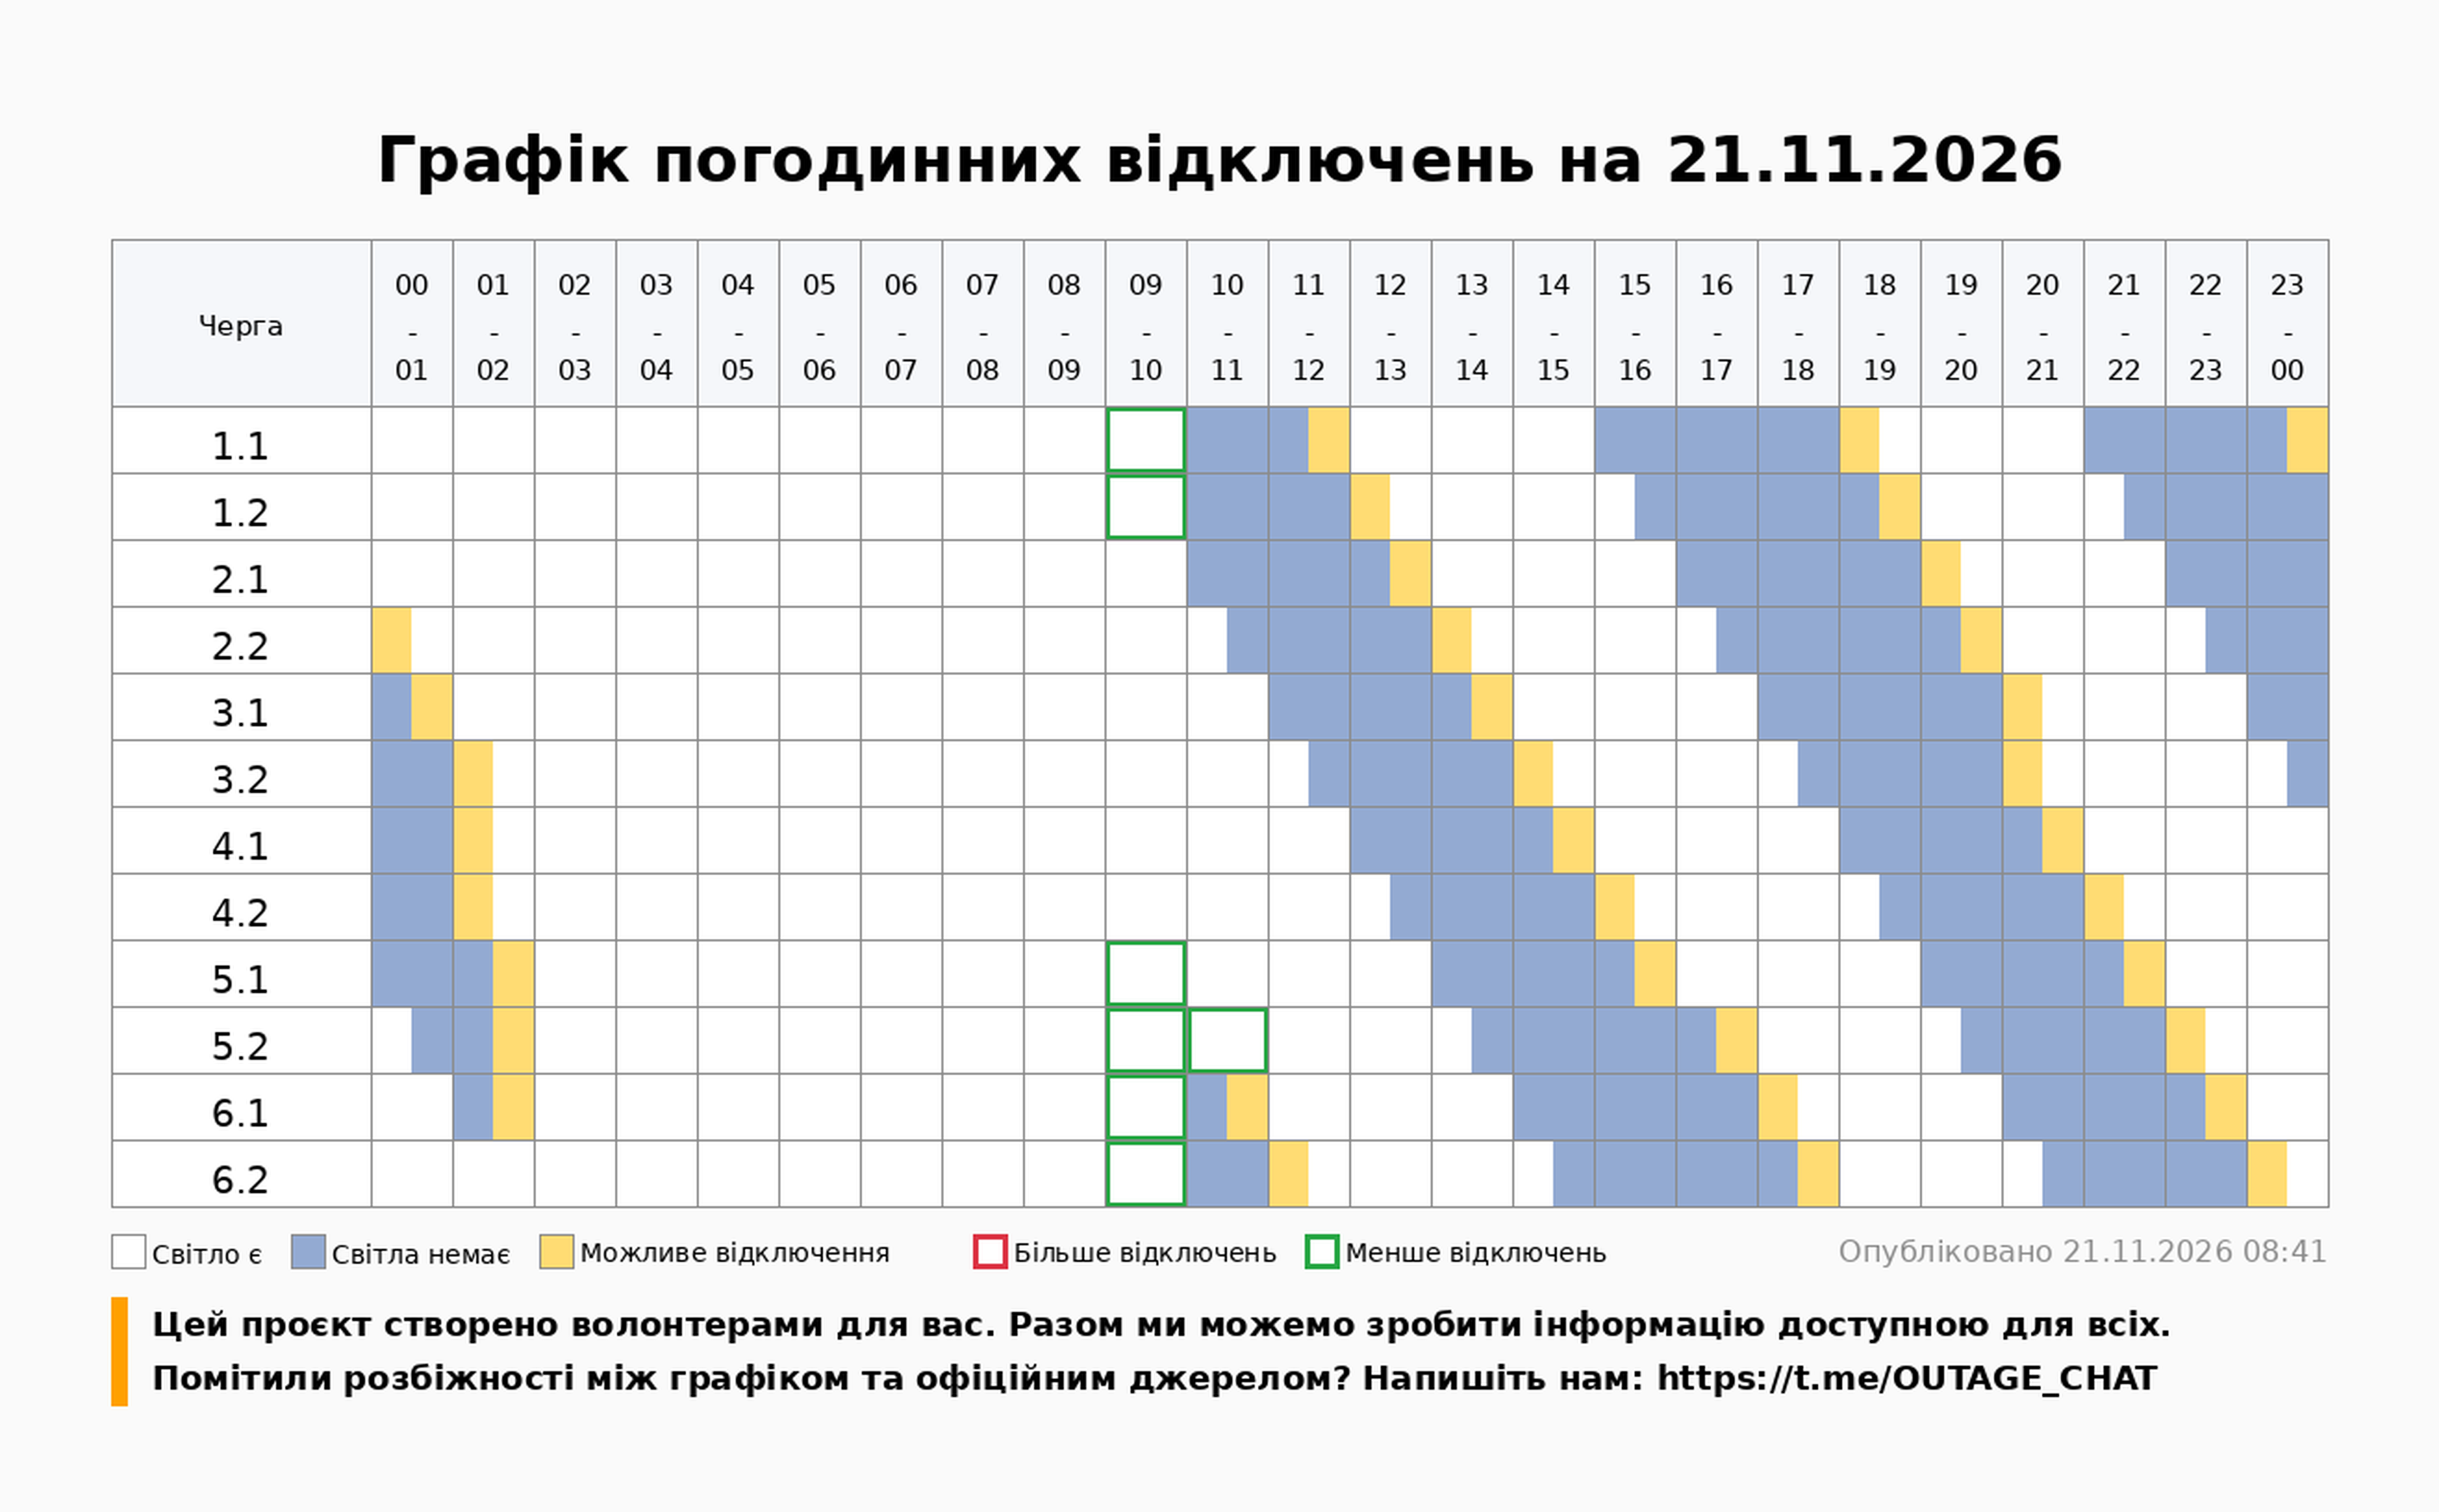 Графік погодинних відключень на 21.11.2026
Черга
00 - 01
01 - 02
02 - 03
03 - 04
04 - 05
05 - 06
06 - 07
07 - 08
08 - 09
09 - 10
10 - 11
11 - 12
12 - 13
13 - 14
14 - 15
15 - 16
16 - 17
17 - 18
18 - 19
19 - 20
20 - 21
21 - 22
22 - 23
23 - 00
1.1
1.2
2.1
2.2
3.1
3.2
4.1
4.2
5.1
5.2
6.1
6.2
Світло є
Світла немає
Можливе відключення
Більше відключень
Менше відключень
Опубліковано 21.11.2026 08:41
Цей проєкт створено волонтерами для вас. Разом ми можемо зробити інформацію доступною для всіх.
Помітили розбіжності між графіком та офіційним джерелом? Напишіть нам: https://t.me/OUTAGE_CHAT